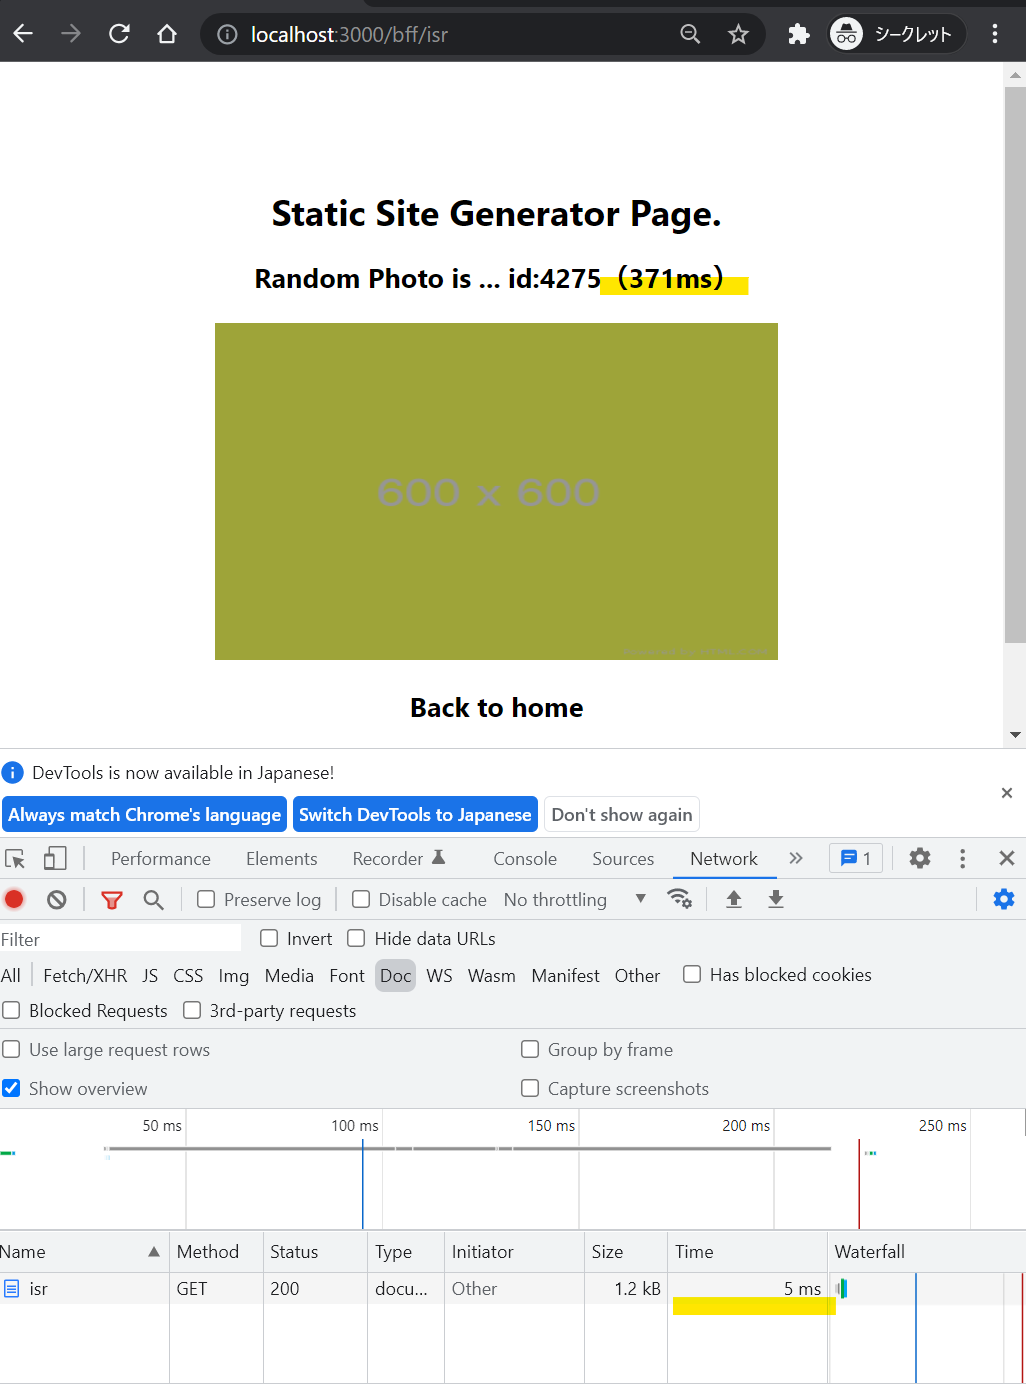 localhost:3000/bff/isr
シークレット
Static Site Generator Page.
Random Photo is ... id:4275（371ms）
600 × 600
Back to home
DevTools is now available in Japanese!
Always match Chrome's language
Switch DevTools to Japanese
Don't show again
Performance Elements Recorder Console Sources Network 1
Preserve log Disable cache No throttling
Filter Invert Hide data URLs
All Fetch/XHR JS CSS Img Media Font Doc WS Wasm Manifest Other Has blocked cookies
Blocked Requests 3rd-party requests
Use large request rows Group by frame
Show overview Capture screenshots
50 ms 100 ms 150 ms 200 ms 250 ms
Name Method Status Type Initiator Size Time Waterfall
isr GET 200 docu... Other 1.2 kB 5 ms